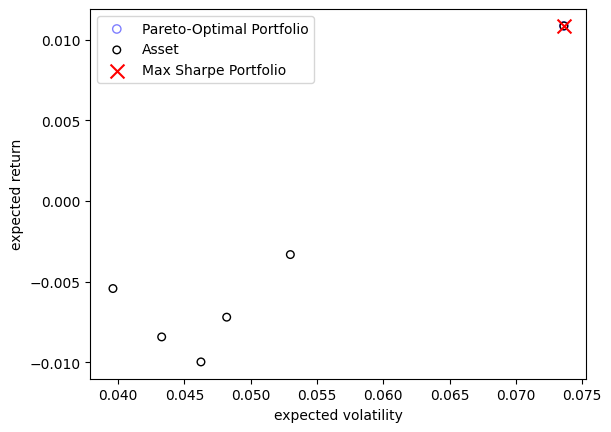 Pareto-Optimal Portfolio
Asset
Max Sharpe Portfolio
0.010
0.005
0.000
−0.005
−0.010
expected return
0.040 0.045 0.050 0.055 0.060 0.065 0.070 0.075
expected volatility